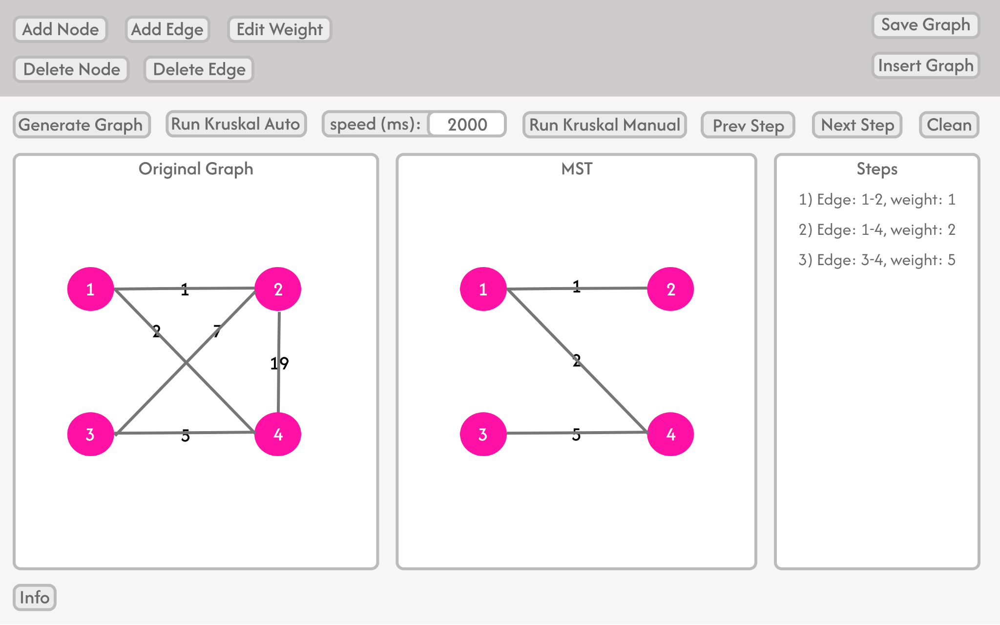 Add Node
Add Edge
Edit Weight
Save Graph
Delete Node
Delete Edge
Insert Graph
Generate Graph
Run Kruskal Auto
speed (ms):
2000
Run Kruskal Manual
Prev Step
Next Step
Clean
Original Graph
1
1
2
2
7
19
3
5
4
MST
1
1
2
2
3
5
4
Steps
1) Edge: 1-2, weight: 1
2) Edge: 1-4, weight: 2
3) Edge: 3-4, weight: 5
Info